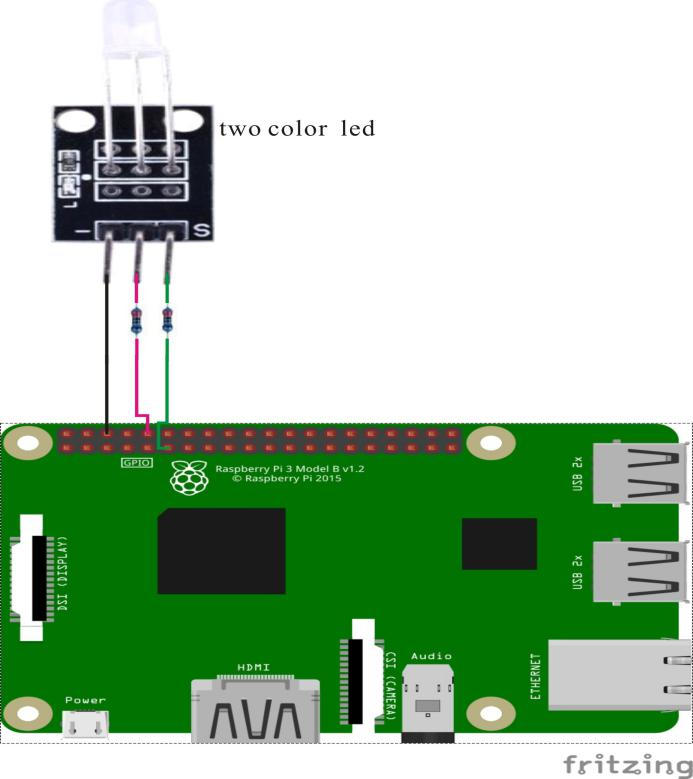 two color led
L
- S
GPIO
Raspberry Pi 3 Model B v1.2
© Raspberry Pi 2015
USB 2x
USB 2x
DSI (DISPLAY)
CSI (CAMERA)
Audio
ETHERNET
HDMI
Power
fritzing